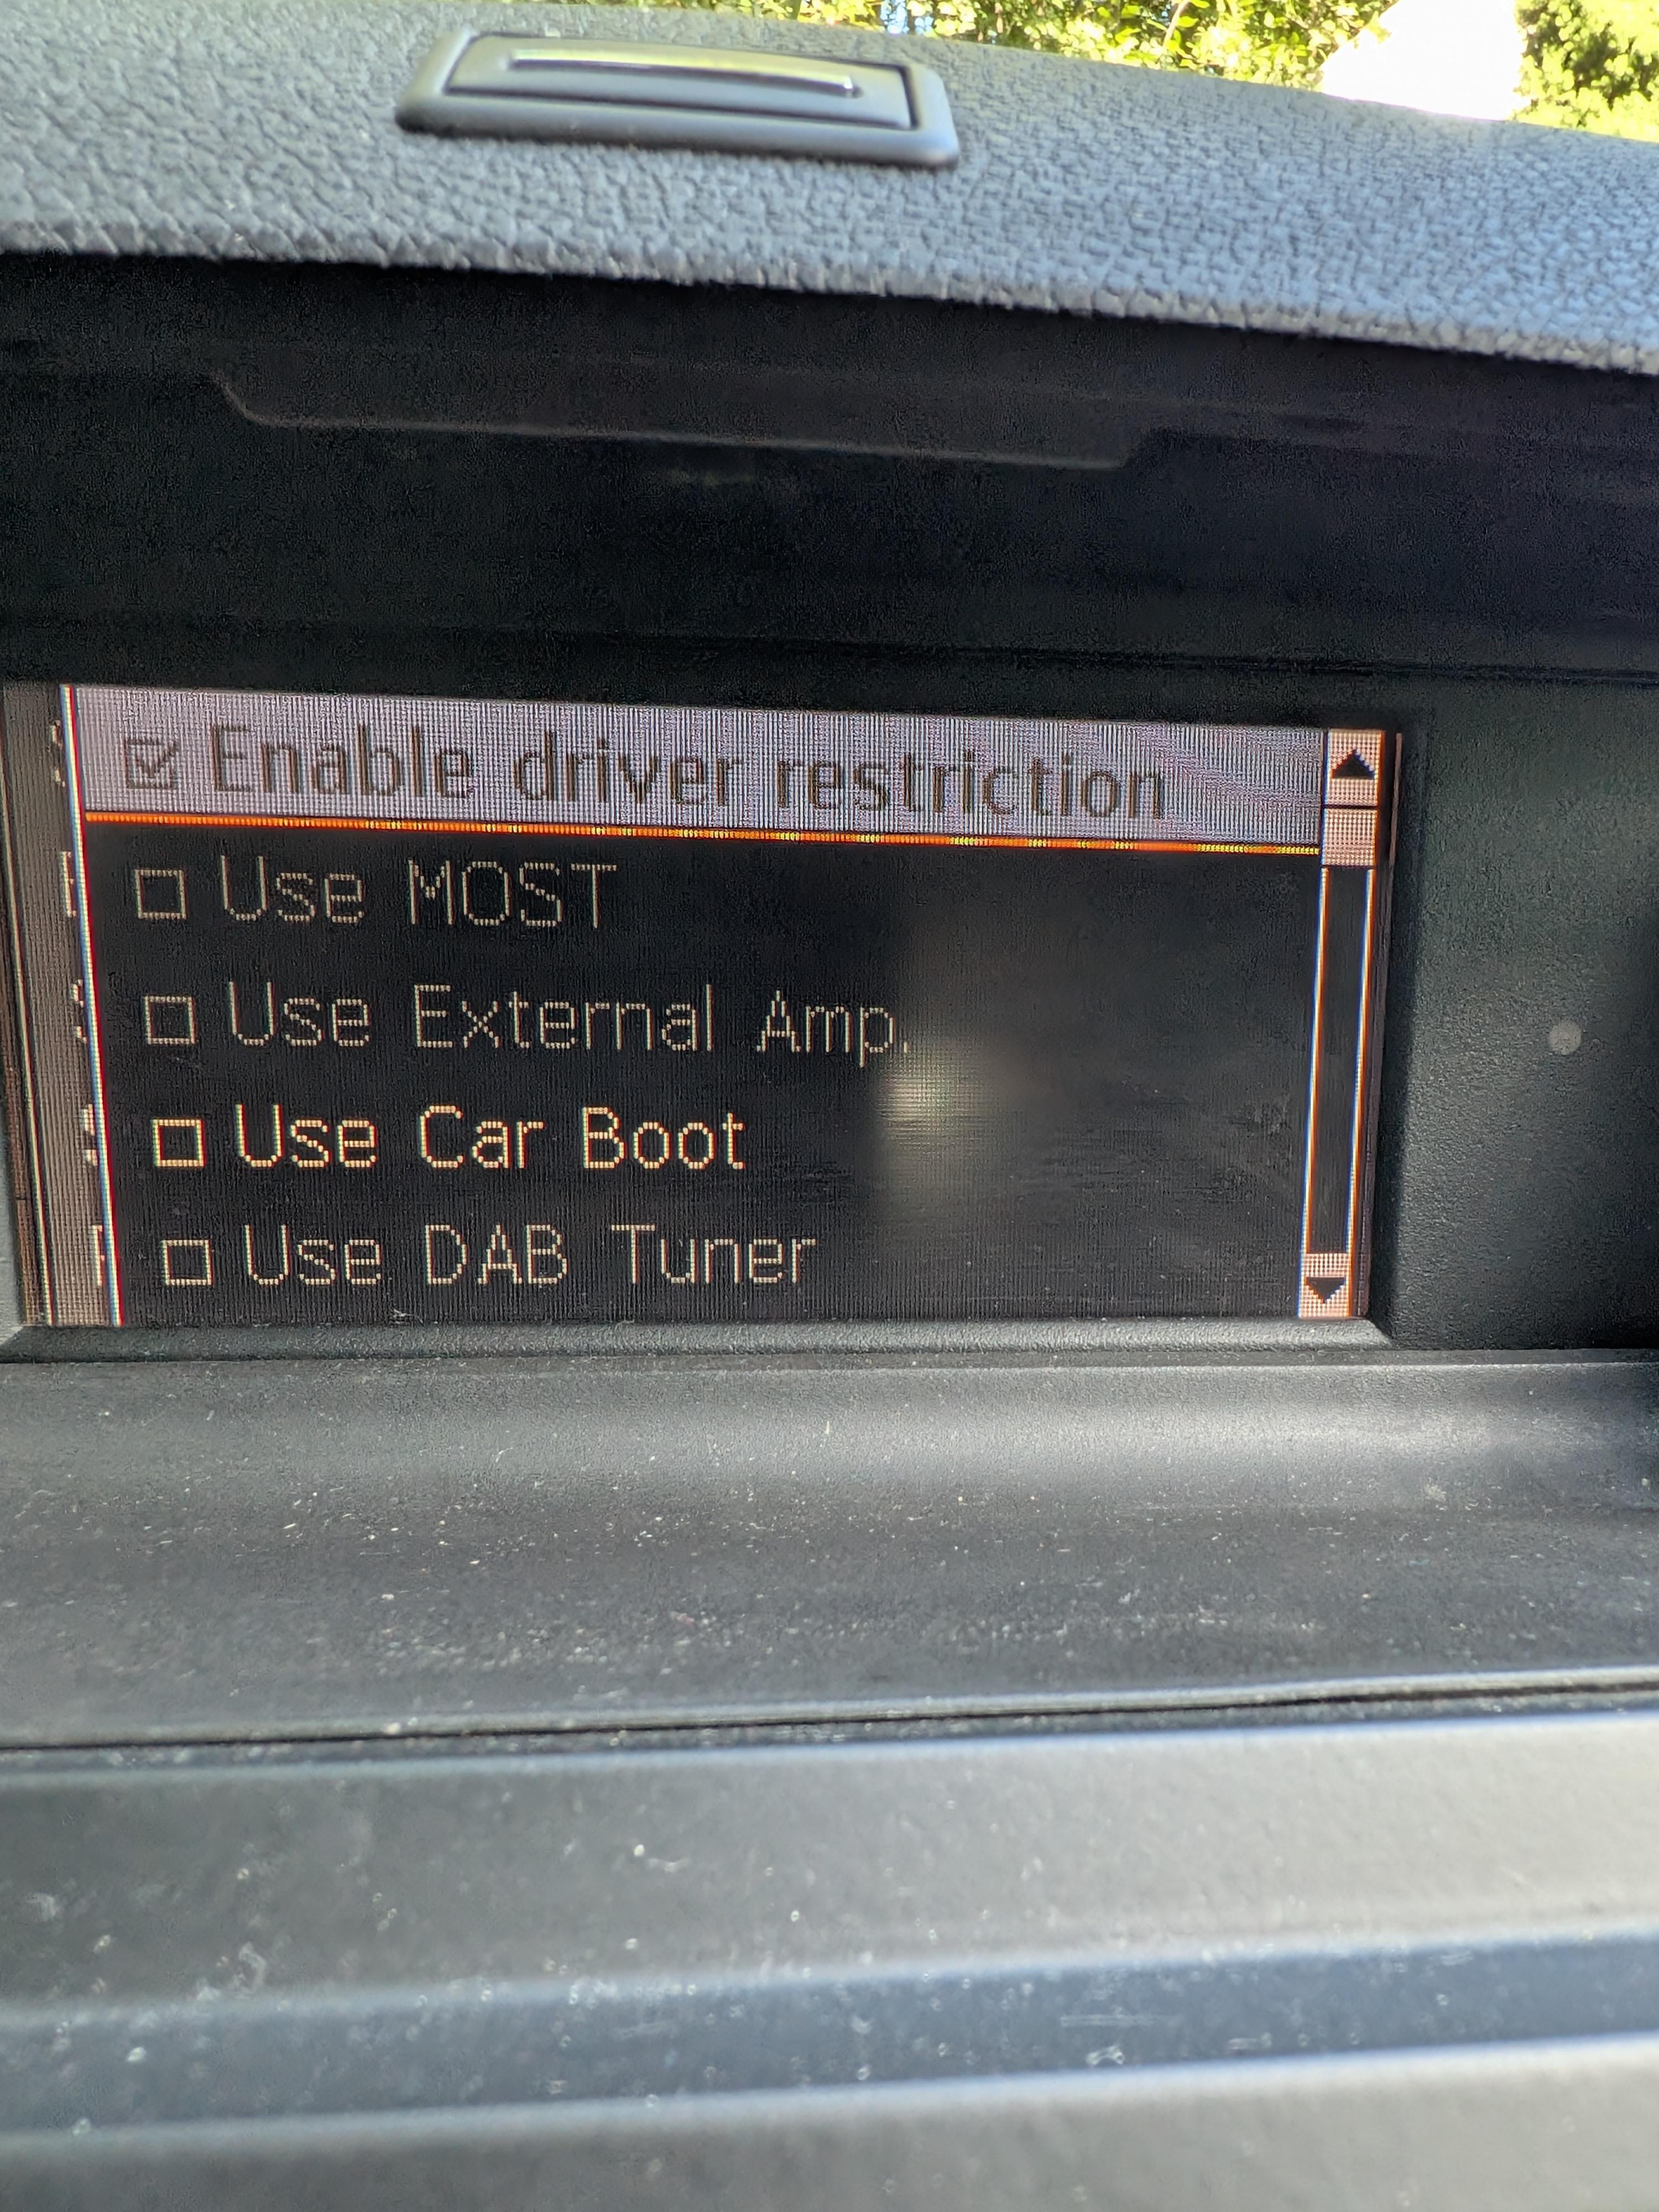 Enable driver restriction
Use MOST
Use External Amp.
Use Car Boot
Use DAB Tuner